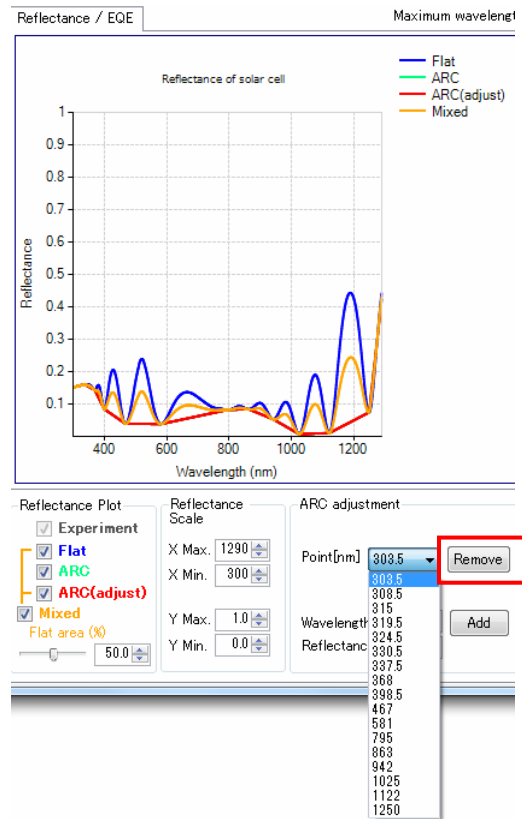 Reflectance / EQE
Maximum wavelengt
Flat
ARC
ARC(adjust)
Mixed
Reflectance of solar cell
1
0.9
0.8
0.7
0.6
0.5
0.4
0.3
0.2
0.1
Reflectance
400
600
800
1000
1200
Wavelength (nm)
Reflectance Plot
Experiment
Flat
ARC
ARC(adjust)
Mixed
Flat area (%)
50.0
Reflectance
Scale
X Max. 1290
X Min. 300
Y Max. 1.0
Y Min. 0.0
ARC adjustment
Point[nm] 303.5
Remove
Wavelength
Add
Reflectanc
303.5
308.5
315
319.5
324.5
330.5
337.5
368
398.5
467
581
795
863
942
1025
1122
1250